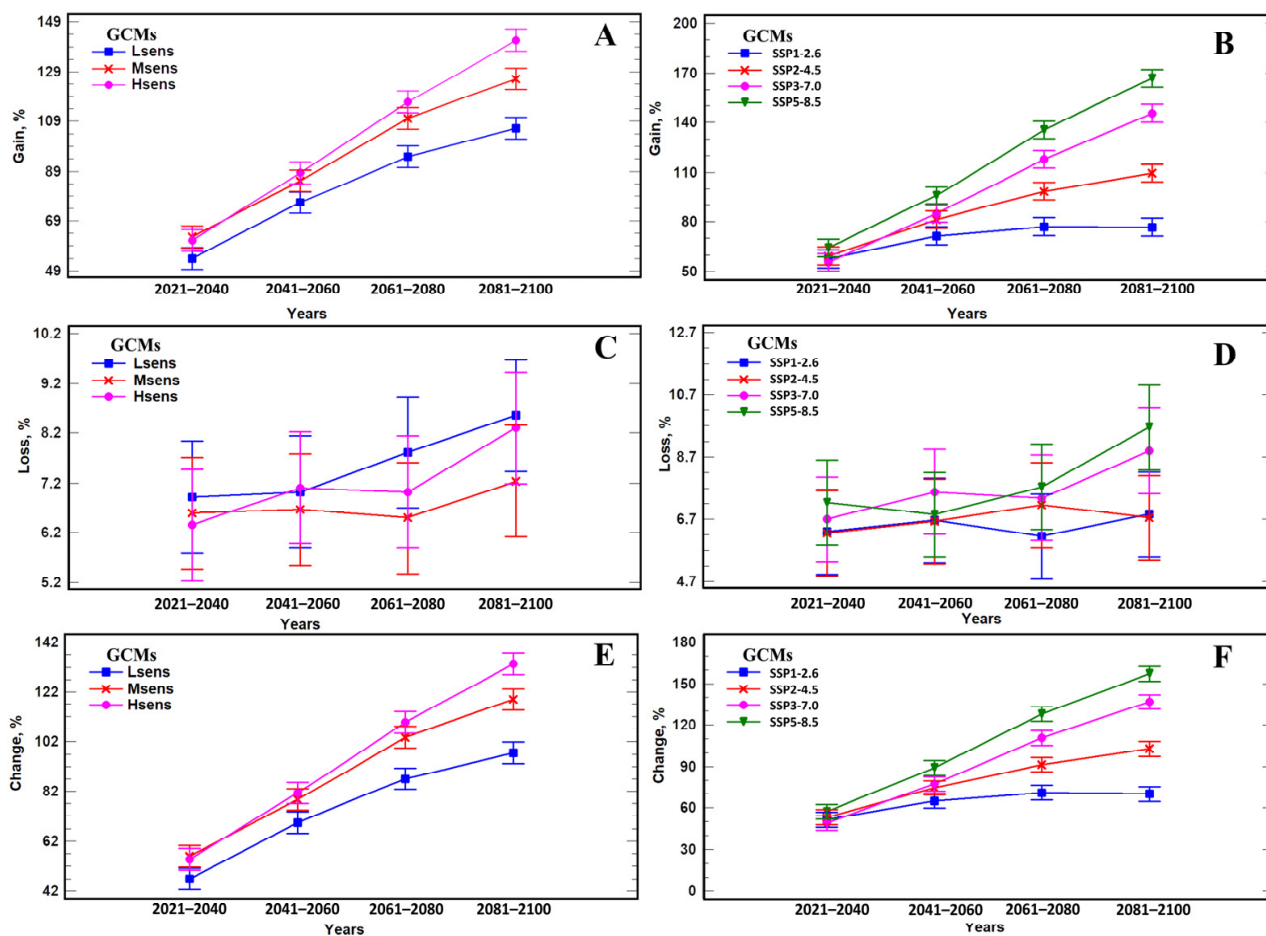 A
GCMs
Lsens
Msens
Hsens
149
129
109
89
69
49
Gain, %
2021–2040 2041–2060 2061–2080 2081–2100
Years
B
GCMs
SSP1-2.6
SSP2-4.5
SSP3-7.0
SSP5-8.5
200
170
140
110
80
50
Gain, %
2021–2040 2041–2060 2061–2080 2081–2100
Years
C
GCMs
Lsens
Msens
Hsens
10.2
9.2
8.2
7.2
6.2
5.2
Loss, %
2021–2040 2041–2060 2061–2080 2081–2100
Years
D
GCMs
SSP1-2.6
SSP2-4.5
SSP3-7.0
SSP5-8.5
12.7
10.7
8.7
6.7
4.7
Loss, %
2021–2040 2041–2060 2061–2080 2081–2100
Years
E
GCMs
Lsens
Msens
Hsens
142
122
102
82
62
42
Change, %
2021–2040 2041–2060 2061–2080 2081–2100
Years
F
GCMs
SSP1-2.6
SSP2-4.5
SSP3-7.0
SSP5-8.5
180
150
120
90
60
30
0
Change, %
2021–2040 2041–2060 2061–2080 2081–2100
Years